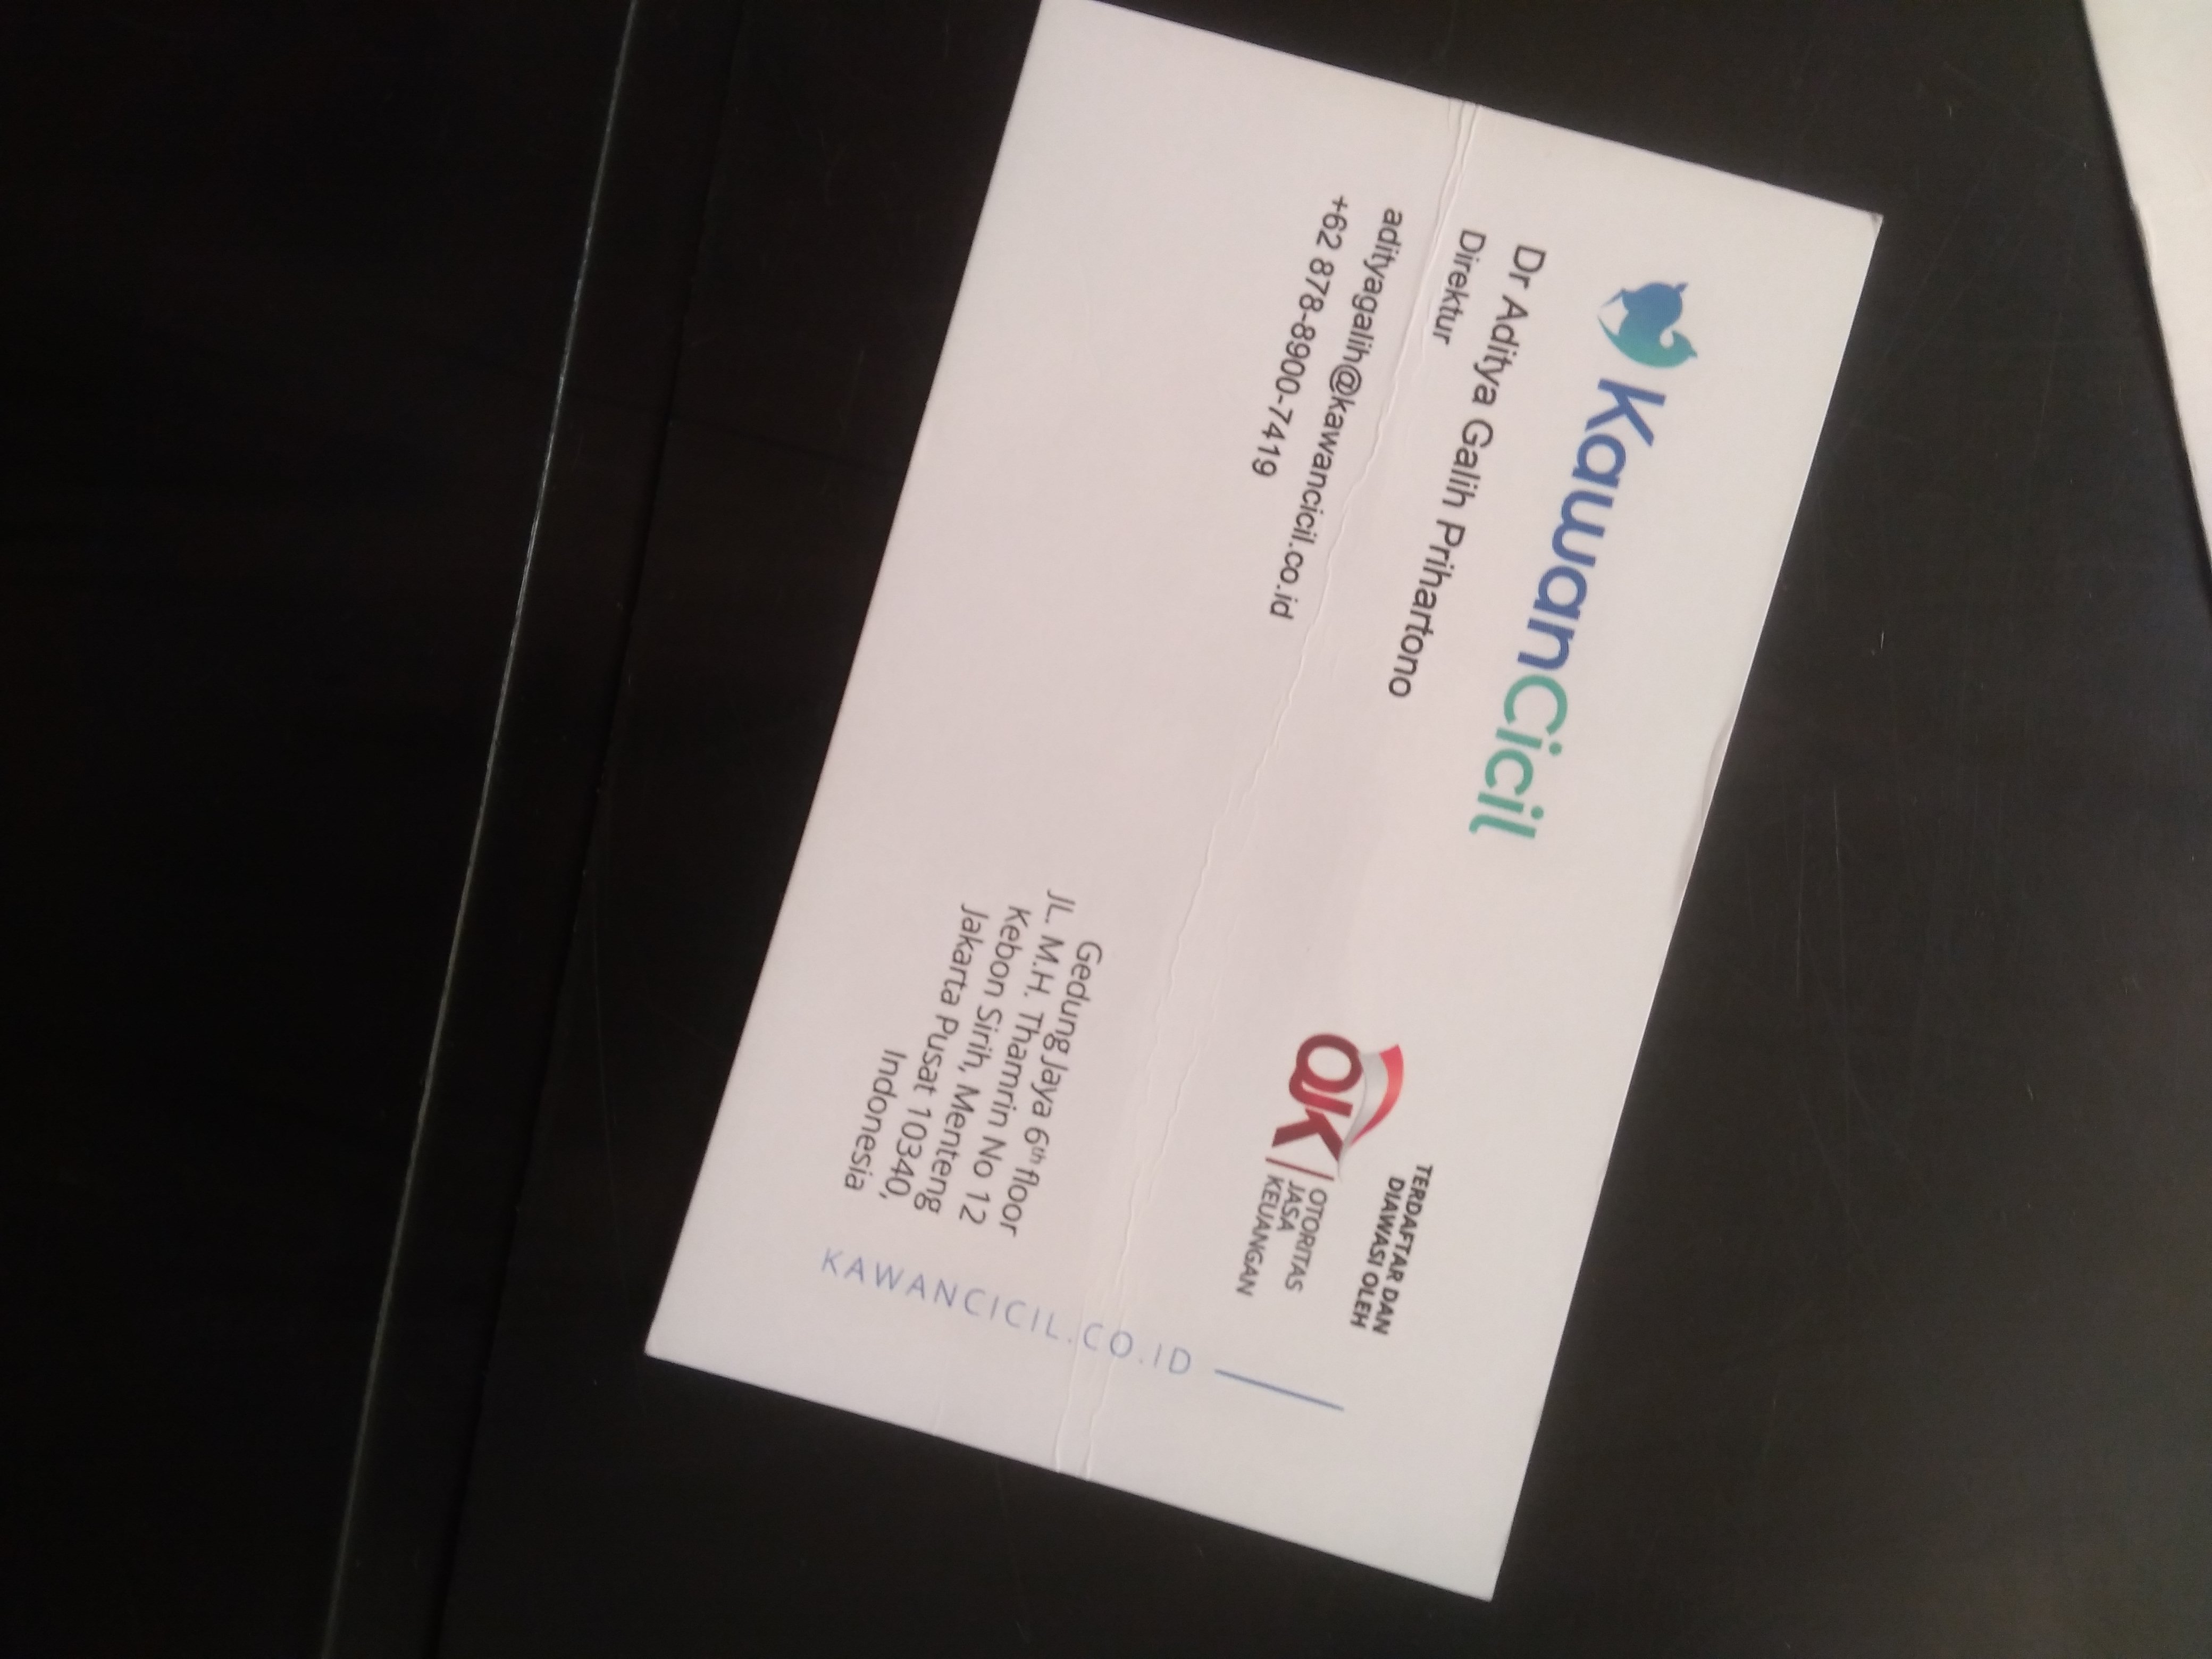 KawanCicil
Dr Aditya Galih Prihartono
Direktur
adityagalih@kawancicil.co.id
+62 878-8900-7419
TERDAFTAR DAN
DIAWASI OLEH
OJK
OTORITAS
JASA
KEUANGAN
Gedung Jaya 6th floor
JL. M.H. Thamrin No 12
Kebon Sirih, Menteng
Jakarta Pusat 10340,
Indonesia
KAWANCICIL.CO.ID